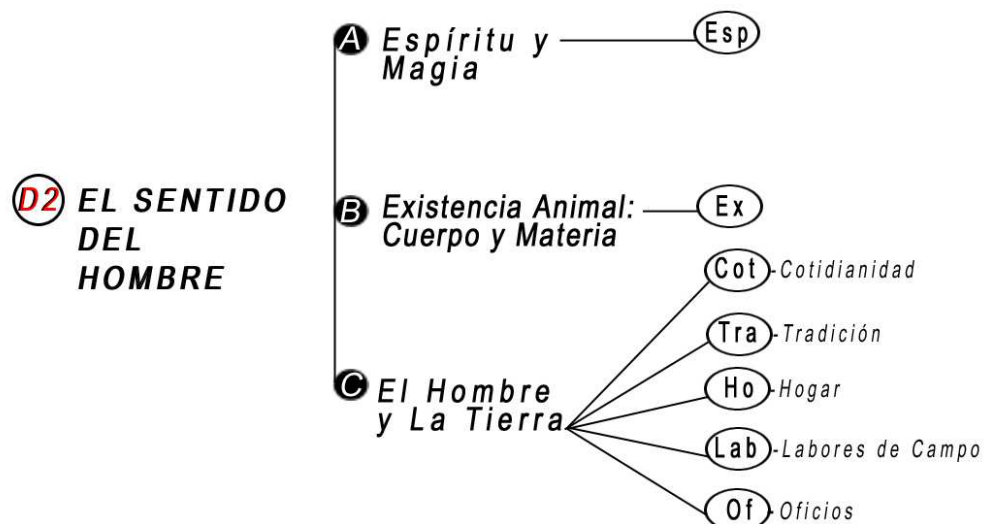 D2 EL SENTIDO
DEL
HOMBRE
A Espíritu y
Magia
Esp
B Existencia Animal:
Cuerpo y Materia
Ex
C El Hombre
y La Tierra
Cot -Cotidianidad
Tra -Tradición
Ho -Hogar
Lab -Labores de Campo
Of -Oficios